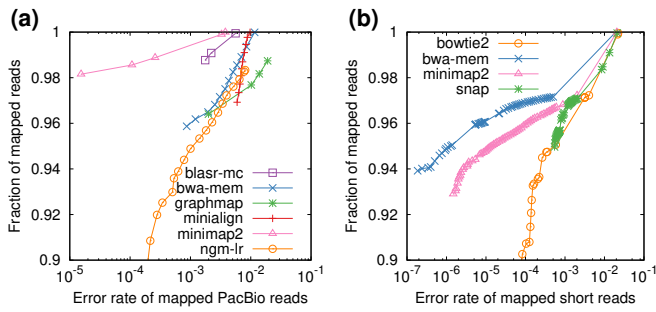 (a)
Fraction of mapped reads
1
0.98
0.96
0.94
0.92
0.9
blasr-mc
bwa-mem
graphmap
minialign
minimap2
ngm-lr
10-5 10-4 10-3 10-2 10-1
Error rate of mapped PacBio reads
(b)
Fraction of mapped reads
1
0.98
0.96
0.94
0.92
0.9
bowtie2
bwa-mem
minimap2
snap
10-7 10-6 10-5 10-4 10-3 10-2 10-1
Error rate of mapped short reads